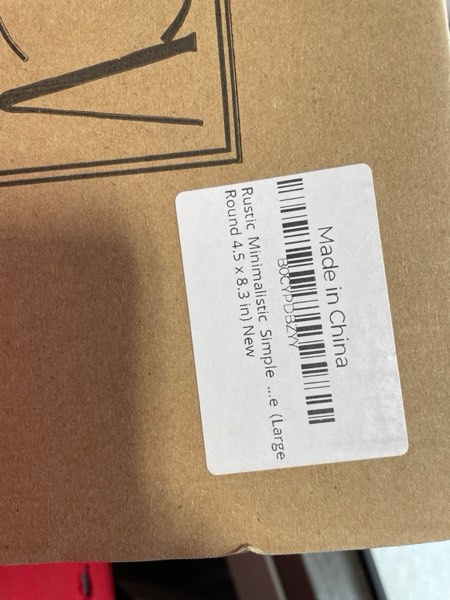 Made in China
B0CYPDBZYY
Rustic Minimalistic Simple ...e (Large
Round 4.5 x 8.3 in) New